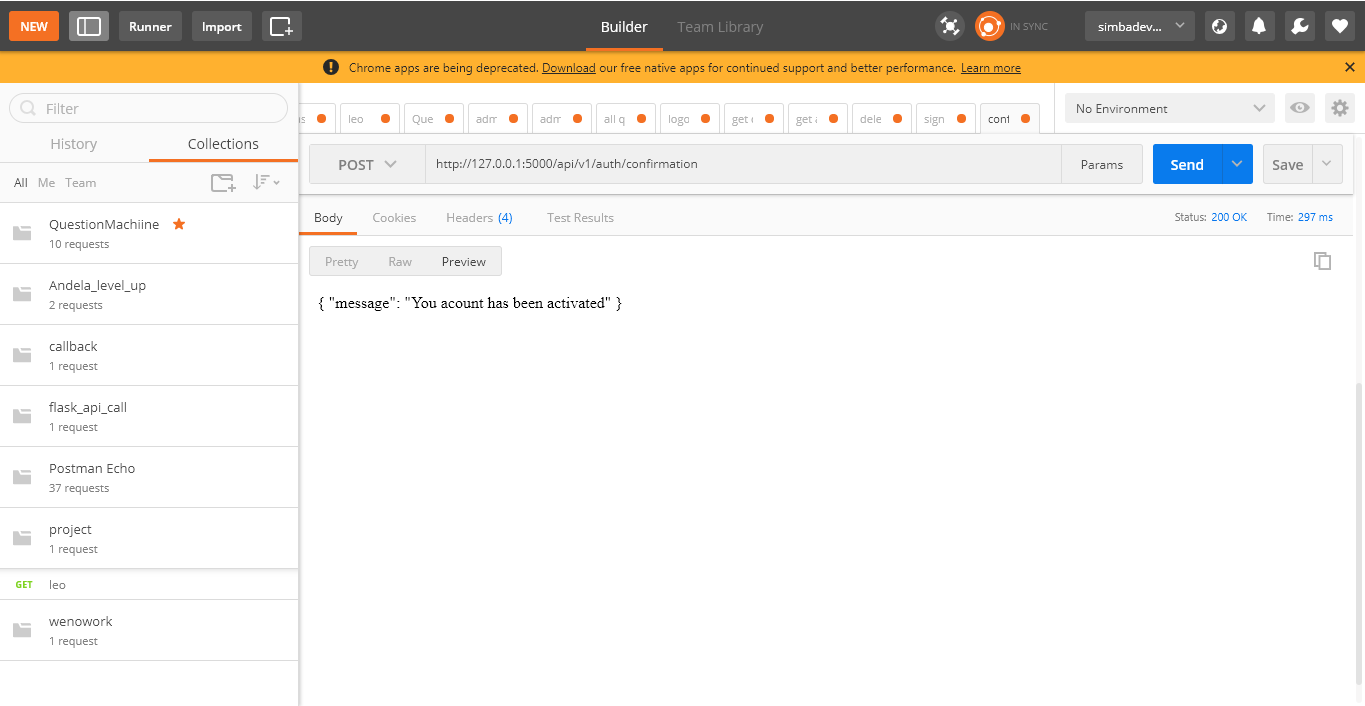 NEW Runner Import Builder Team Library IN SYNC simbadev...
! Chrome apps are being deprecated. Download our free native apps for continued support and better performance. Learn more
Filter
History Collections
All Me Team
QuestionMachiine
10 requests
Andela_level_up
2 requests
callback
1 request
flask_api_call
1 request
Postman Echo
37 requests
project
1 request
GET leo
wenowork
1 request
leo Que adm adm all q logo get get dele sign conf
No Environment
POST http://127.0.0.1:5000/api/v1/auth/confirmation Params Send Save
Body Cookies Headers (4) Test Results Status: 200 OK Time: 297 ms
Pretty Raw Preview
{ "message": "You acount has been activated" }